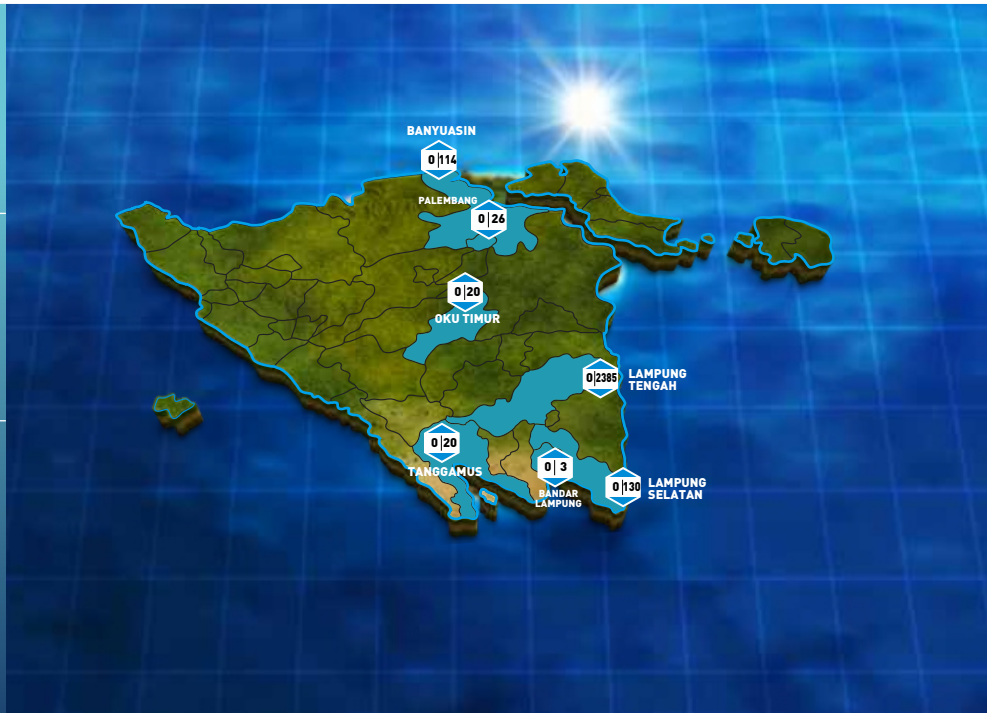 BANYUASIN
0|114
PALEMBANG
0|26
0|20
OKU TIMUR
0|2385
LAMPUNG
TENGAH
0|20
TANGGAMUS
0|3
BANDAR
LAMPUNG
0|130
LAMPUNG
SELATAN